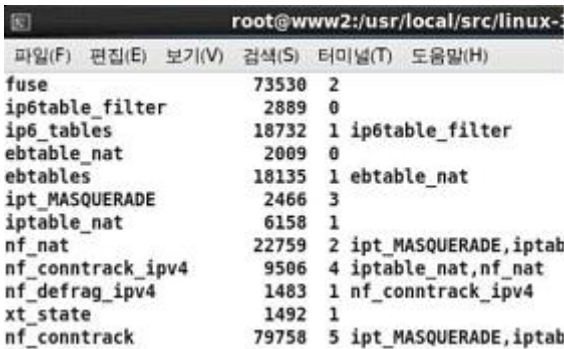 root@www2:/usr/local/src/linux-
파일(F) 편집(E) 보기(V) 검색(S) 터미널(T) 도움말(H)
fuse 73530 2
ip6table_filter 2889 0
ip6_tables 18732 1 ip6table_filter
ebtable_nat 2009 0
ebtables 18135 1 ebtable_nat
ipt_MASQUERADE 2466 3
iptable_nat 6158 1
nf_nat 22759 2 ipt_MASQUERADE,iptab
nf_conntrack_ipv4 9506 4 iptable_nat,nf_nat
nf_defrag_ipv4 1483 1 nf_conntrack_ipv4
xt_state 1492 1
nf_conntrack 79758 5 ipt_MASQUERADE,iptab